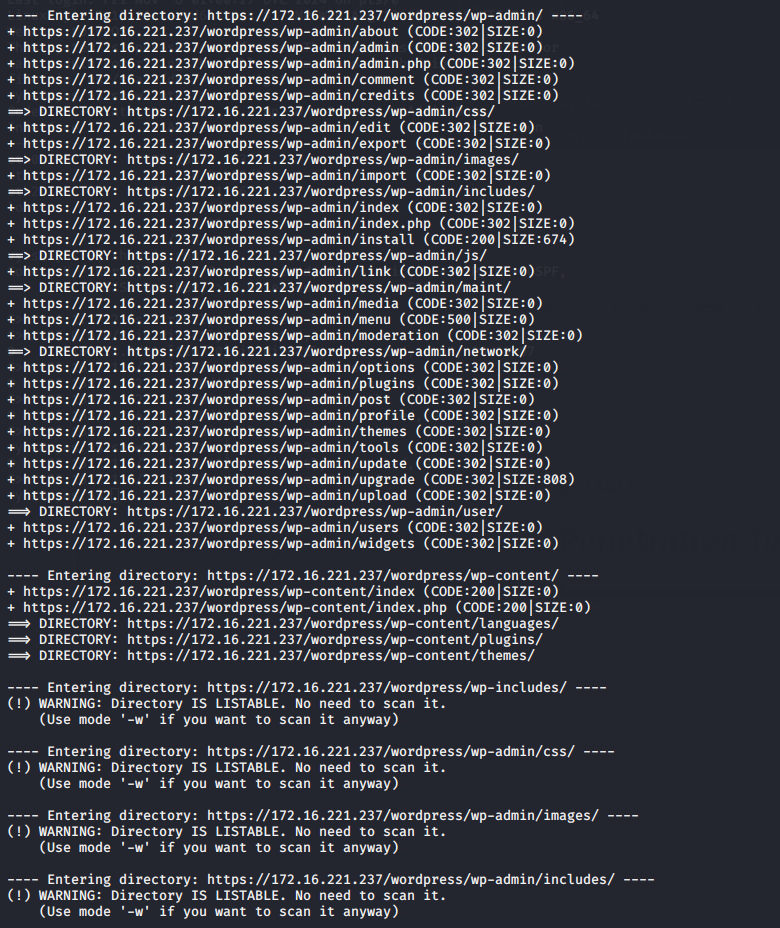 ---- Entering directory: https://172.16.221.237/wordpress/wp-admin/ ----
+ https://172.16.221.237/wordpress/wp-admin/about (CODE:302|SIZE:0)
+ https://172.16.221.237/wordpress/wp-admin/admin (CODE:302|SIZE:0)
+ https://172.16.221.237/wordpress/wp-admin/admin.php (CODE:302|SIZE:0)
+ https://172.16.221.237/wordpress/wp-admin/comment (CODE:302|SIZE:0)
+ https://172.16.221.237/wordpress/wp-admin/credits (CODE:302|SIZE:0)
==> DIRECTORY: https://172.16.221.237/wordpress/wp-admin/css/
+ https://172.16.221.237/wordpress/wp-admin/edit (CODE:302|SIZE:0)
+ https://172.16.221.237/wordpress/wp-admin/export (CODE:302|SIZE:0)
==> DIRECTORY: https://172.16.221.237/wordpress/wp-admin/images/
+ https://172.16.221.237/wordpress/wp-admin/import (CODE:302|SIZE:0)
==> DIRECTORY: https://172.16.221.237/wordpress/wp-admin/includes/
+ https://172.16.221.237/wordpress/wp-admin/index (CODE:302|SIZE:0)
+ https://172.16.221.237/wordpress/wp-admin/index.php (CODE:302|SIZE:0)
+ https://172.16.221.237/wordpress/wp-admin/install (CODE:200|SIZE:674)
==> DIRECTORY: https://172.16.221.237/wordpress/wp-admin/js/
+ https://172.16.221.237/wordpress/wp-admin/link (CODE:302|SIZE:0)
==> DIRECTORY: https://172.16.221.237/wordpress/wp-admin/maint/
+ https://172.16.221.237/wordpress/wp-admin/media (CODE:302|SIZE:0)
+ https://172.16.221.237/wordpress/wp-admin/menu (CODE:500|SIZE:0)
+ https://172.16.221.237/wordpress/wp-admin/moderation (CODE:302|SIZE:0)
==> DIRECTORY: https://172.16.221.237/wordpress/wp-admin/network/
+ https://172.16.221.237/wordpress/wp-admin/options (CODE:302|SIZE:0)
+ https://172.16.221.237/wordpress/wp-admin/plugins (CODE:302|SIZE:0)
+ https://172.16.221.237/wordpress/wp-admin/post (CODE:302|SIZE:0)
+ https://172.16.221.237/wordpress/wp-admin/profile (CODE:302|SIZE:0)
+ https://172.16.221.237/wordpress/wp-admin/themes (CODE:302|SIZE:0)
+ https://172.16.221.237/wordpress/wp-admin/tools (CODE:302|SIZE:0)
+ https://172.16.221.237/wordpress/wp-admin/update (CODE:302|SIZE:0)
+ https://172.16.221.237/wordpress/wp-admin/upgrade (CODE:302|SIZE:808)
+ https://172.16.221.237/wordpress/wp-admin/upload (CODE:302|SIZE:0)
==> DIRECTORY: https://172.16.221.237/wordpress/wp-admin/user/
+ https://172.16.221.237/wordpress/wp-admin/users (CODE:302|SIZE:0)
+ https://172.16.221.237/wordpress/wp-admin/widgets (CODE:302|SIZE:0)
---- Entering directory: https://172.16.221.237/wordpress/wp-content/ ----
+ https://172.16.221.237/wordpress/wp-content/index (CODE:200|SIZE:0)
+ https://172.16.221.237/wordpress/wp-content/index.php (CODE:200|SIZE:0)
==> DIRECTORY: https://172.16.221.237/wordpress/wp-content/languages/
==> DIRECTORY: https://172.16.221.237/wordpress/wp-content/plugins/
==> DIRECTORY: https://172.16.221.237/wordpress/wp-content/themes/
---- Entering directory: https://172.16.221.237/wordpress/wp-includes/ ----
(!) WARNING: Directory IS LISTABLE. No need to scan it.
(Use mode '-w' if you want to scan it anyway)
---- Entering directory: https://172.16.221.237/wordpress/wp-admin/css/ ----
(!) WARNING: Directory IS LISTABLE. No need to scan it.
(Use mode '-w' if you want to scan it anyway)
---- Entering directory: https://172.16.221.237/wordpress/wp-admin/images/ ----
(!) WARNING: Directory IS LISTABLE. No need to scan it.
(Use mode '-w' if you want to scan it anyway)
---- Entering directory: https://172.16.221.237/wordpress/wp-admin/includes/ ----
(!) WARNING: Directory IS LISTABLE. No need to scan it.
(Use mode '-w' if you want to scan it anyway)